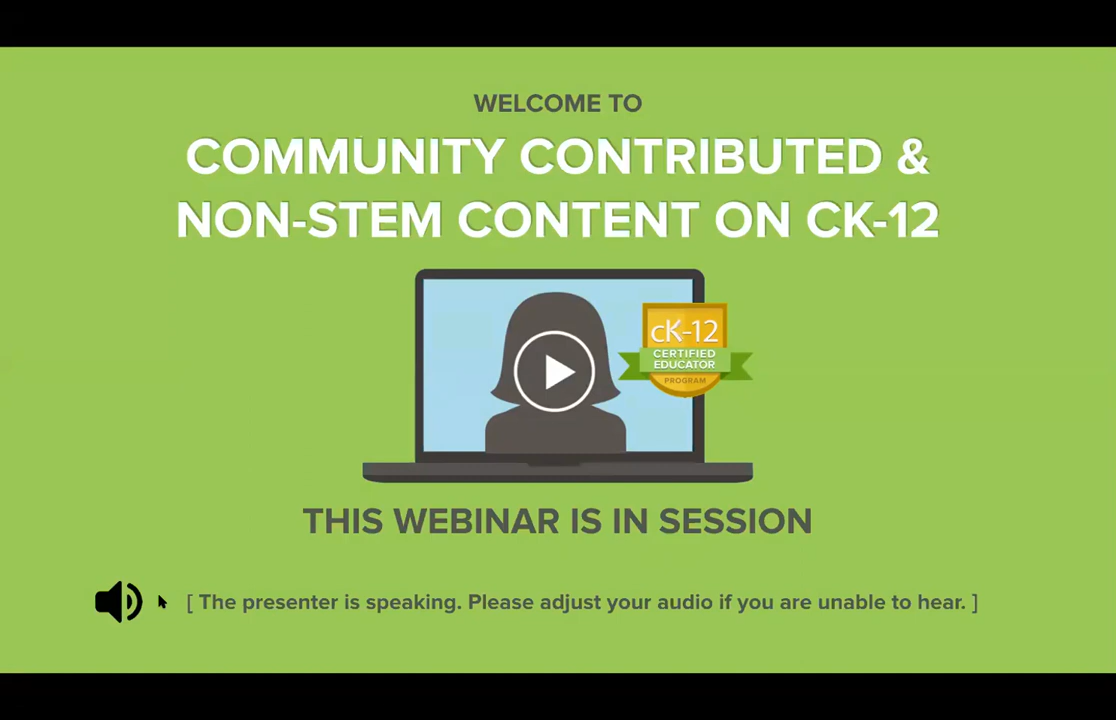 WELCOME TO
COMMUNITY CONTRIBUTED &
NON-STEM CONTENT ON CK-12
cK-12
CERTIFIED
EDUCATOR
PROGRAM
THIS WEBINAR IS IN SESSION
[ The presenter is speaking. Please adjust your audio if you are unable to hear. ]